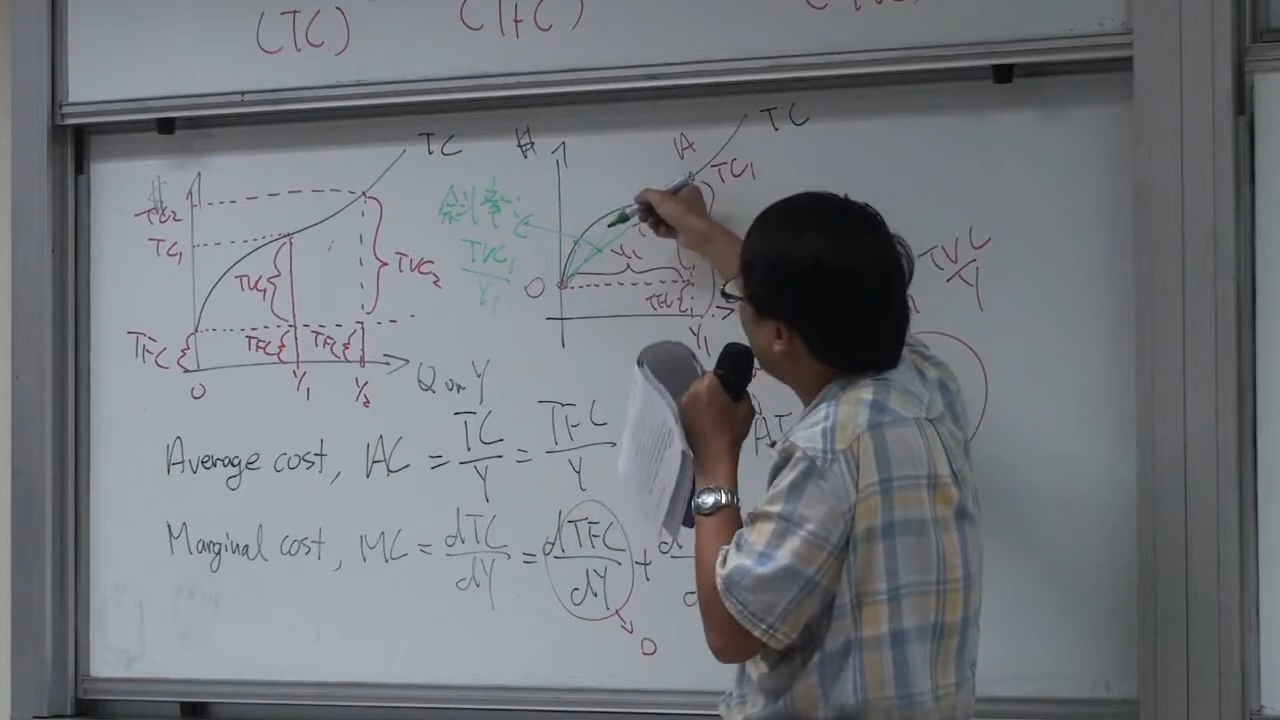 (TC) (TFC)
TC
TC2
TC1
TVC1
TVC2
TFC
TFC
TFC
0
Y1
Y2
Q or Y
$
A
TC
TC1
斜率:
TVC1
Y1
0
Y1
TFC
Y1
TVC
Y
Average cost, AC = TC/Y = TFC/Y
Marginal cost, MC = dTC/dY = dTFC/dY +
0